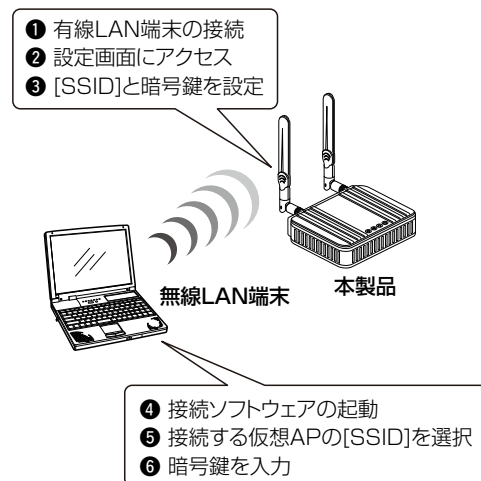 ❶ 有線LAN端末の接続
❷ 設定画面にアクセス
❸ [SSID]と暗号鍵を設定
無線LAN端末
本製品
❹ 接続ソフトウェアの起動
❺ 接続する仮想APの[SSID]を選択
❻ 暗号鍵を入力